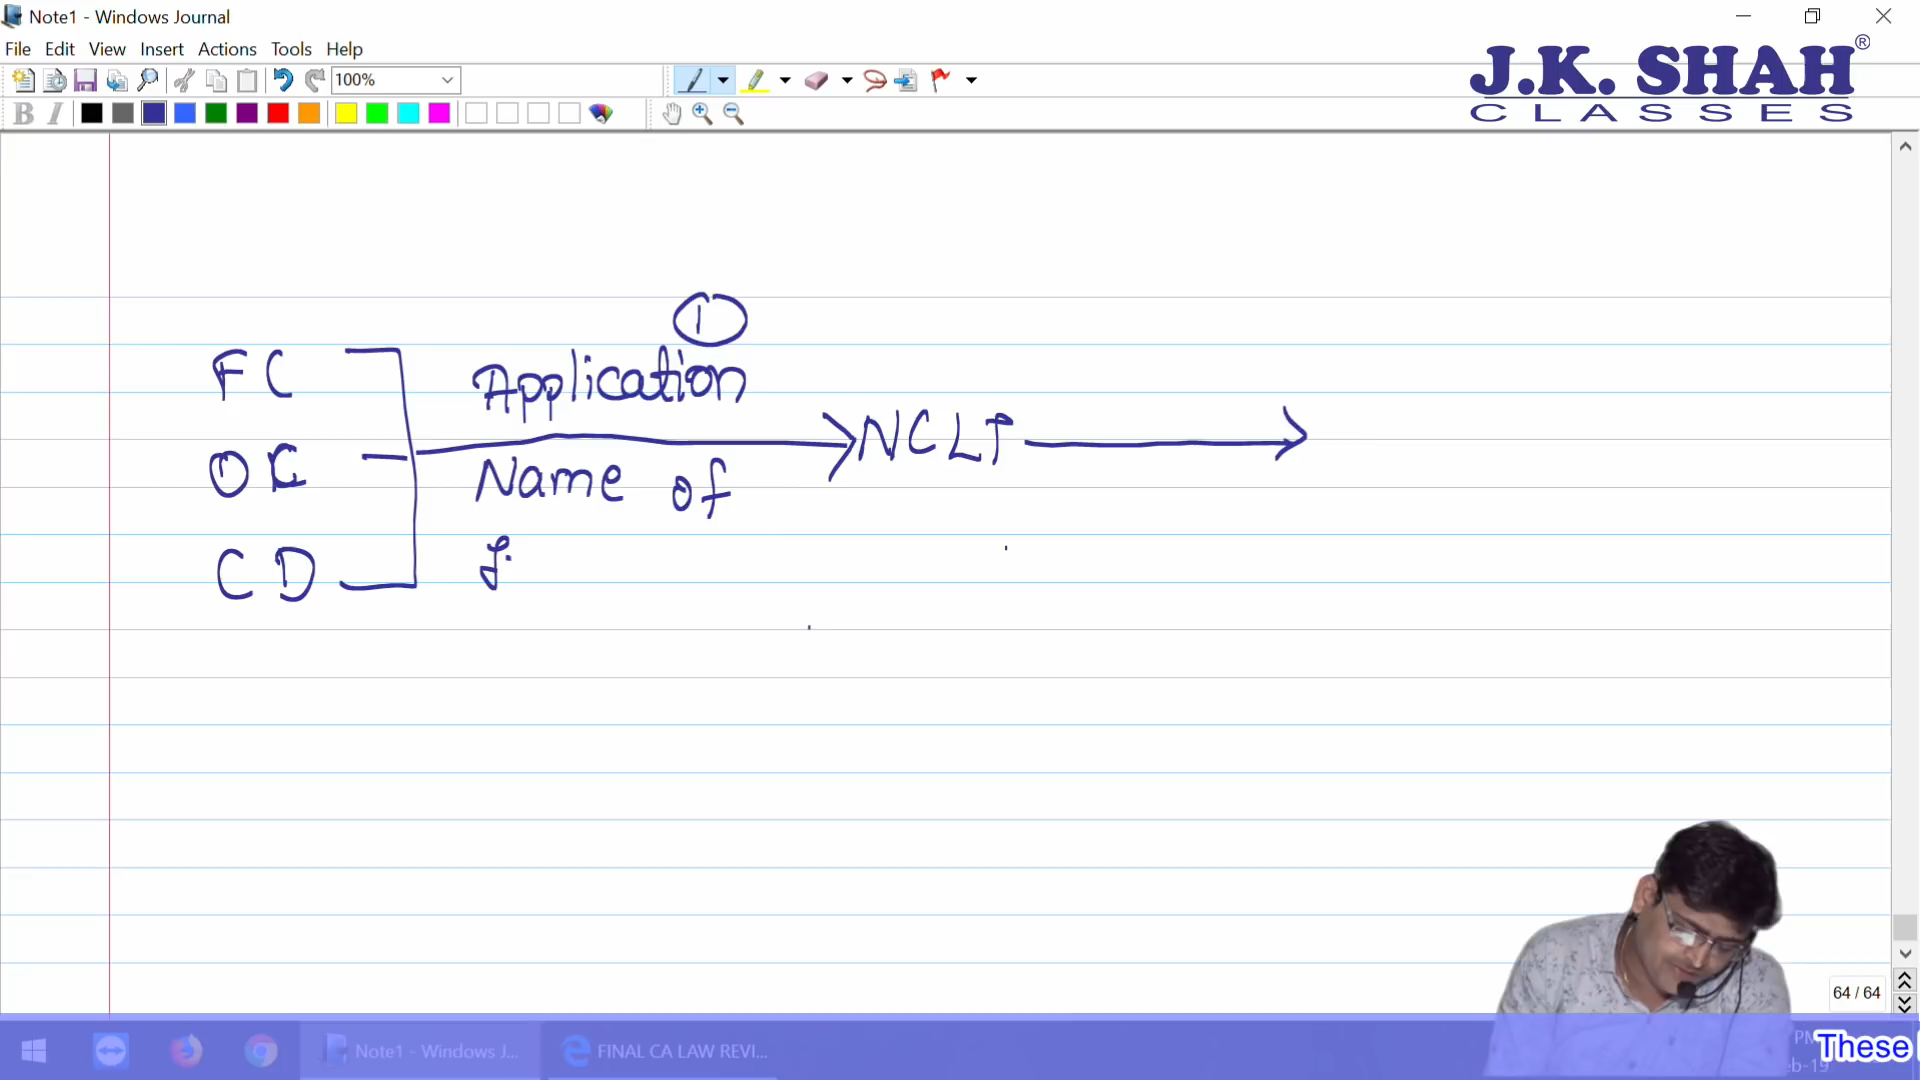 Note1 - Windows Journal
File Edit View Insert Actions Tools Help
J.K. SHAH®
CLASSES
100%
B I
1
FC
Application
NCLT
OC
Name of
CD
64 / 64
Note1 - Windows J...
FINAL CA LAW REVI...
These